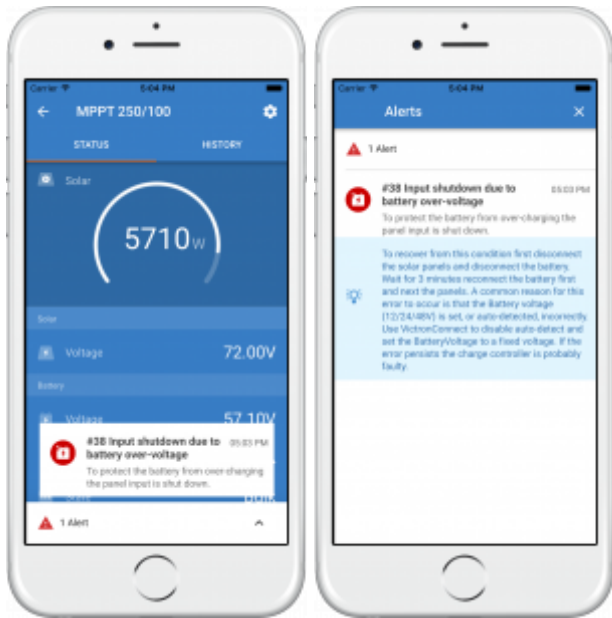 Carrier 5:04 PM
MPPT 250/100
STATUS HISTORY
Solar
5710W
Solar
Voltage 72.00V
Battery
Voltage 57.10V
#38 Input shutdown due to 05:03 PM
battery over-voltage
To protect the battery from over-charging
the panel input is shut down.
1 Alert
Carrier 5:04 PM
Alerts
1 Alert
#38 Input shutdown due to 05:03 PM
battery over-voltage
To protect the battery from over-charging the
panel input is shut down.
To recover from this condition first disconnect
the solar panels and disconnect the battery.
Wait for 3 minutes reconnect the battery first
and next the panels. A common reason for this
error to occur is that the Battery voltage
(12/24/48V) is set, or auto-detected, incorrectly.
Use VictronConnect to disable auto-detect and
set the BatteryVoltage to a fixed voltage. If the
error persists the charge controller is probably
faulty.